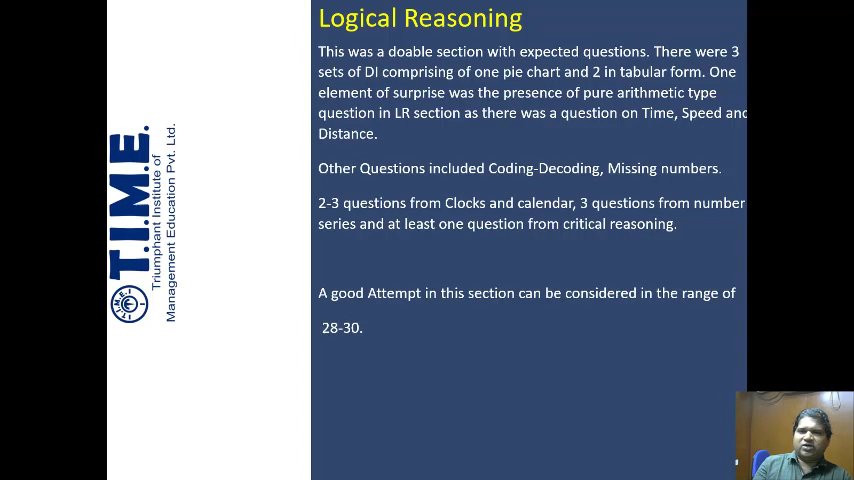 Logical Reasoning
This was a doable section with expected questions. There were 3
sets of DI comprising of one pie chart and 2 in tabular form. One
element of surprise was the presence of pure arithmetic type
question in LR section as there was a question on Time, Speed and
Distance.
Other Questions included Coding-Decoding, Missing numbers.
2-3 questions from Clocks and calendar, 3 questions from number
series and at least one question from critical reasoning.
A good Attempt in this section can be considered in the range of
28-30.
T.I.M.E.
Triumphant Institute of
Management Education Pvt. Ltd.
T.I.M.E.